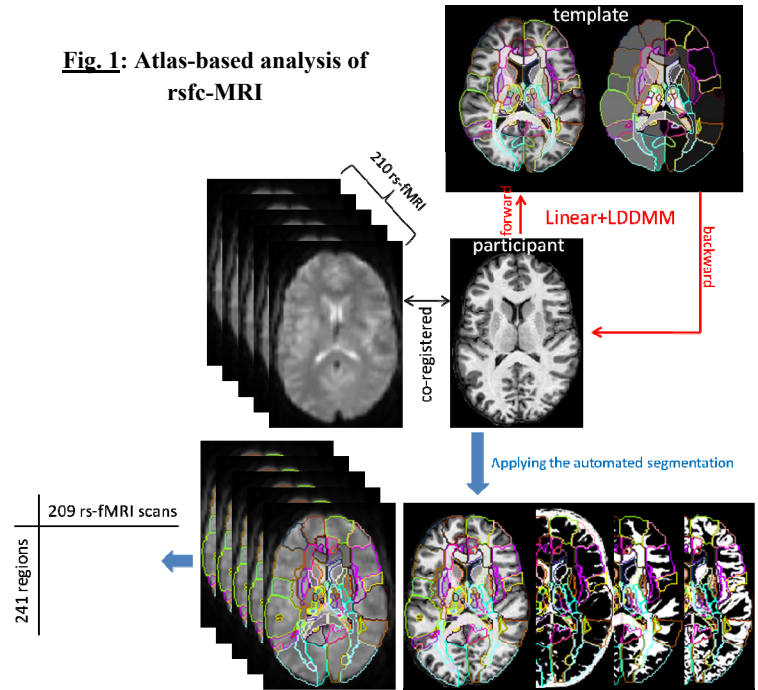 template
Fig. 1: Atlas-based analysis of
rsfc-MRI
210 rs-fMRI
forward
Linear+LDDMM
backward
participant
co-registered
Applying the automated segmentation
209 rs-fMRI scans
241 regions